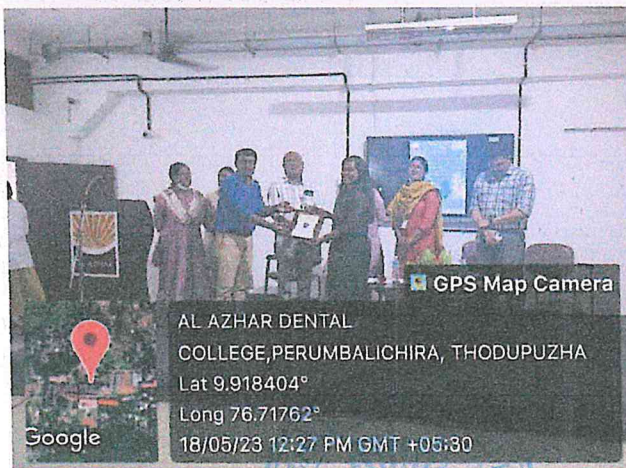 GPS Map Camera
AL AZHAR DENTAL
COLLEGE,PERUMBALICHIRA, THODUPUZHA
Lat 9.918404°
Long 76.71762°
18/05/23 12:27 PM GMT +05:30
Google